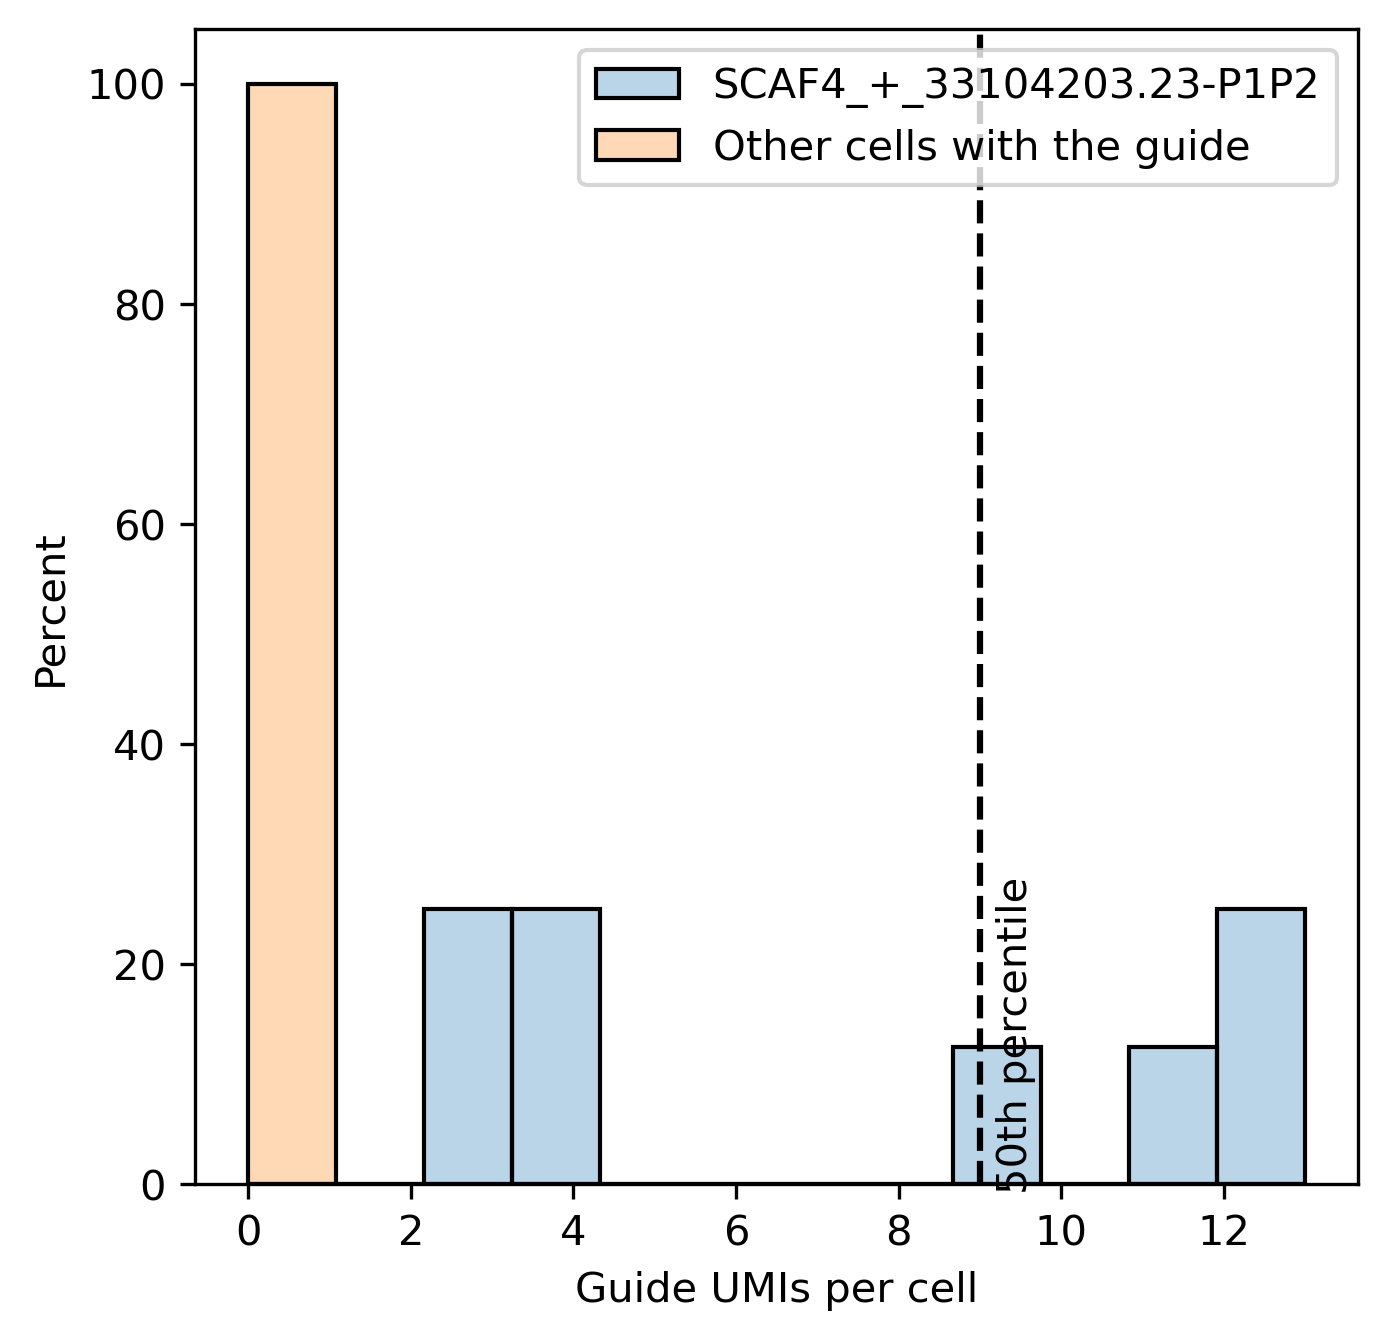 SCAF4_+_33104203.23-P1P2
Other cells with the guide
100
80
60
40
20
0
Percent
50th percentile
0 2 4 6 8 10 12
Guide UMIs per cell